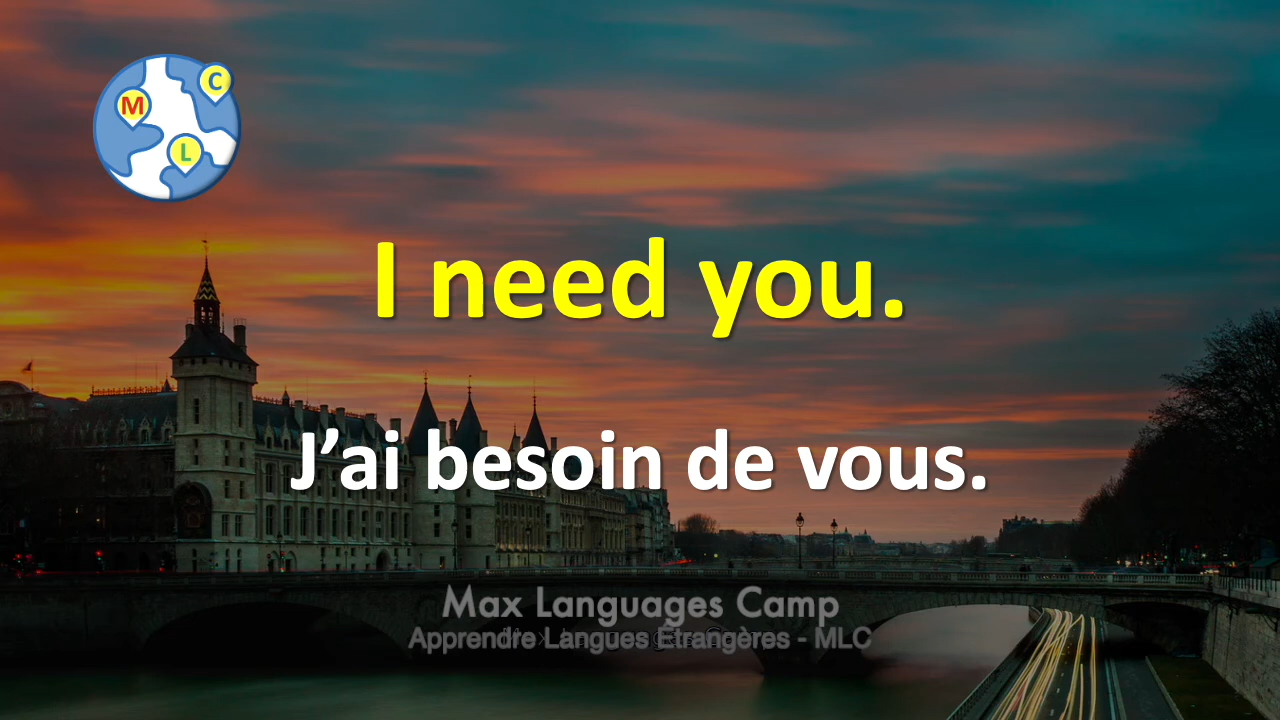 M
C
L
I need you.
J’ai besoin de vous.
Max Languages Camp
Apprendre Langues Étrangères - MLC